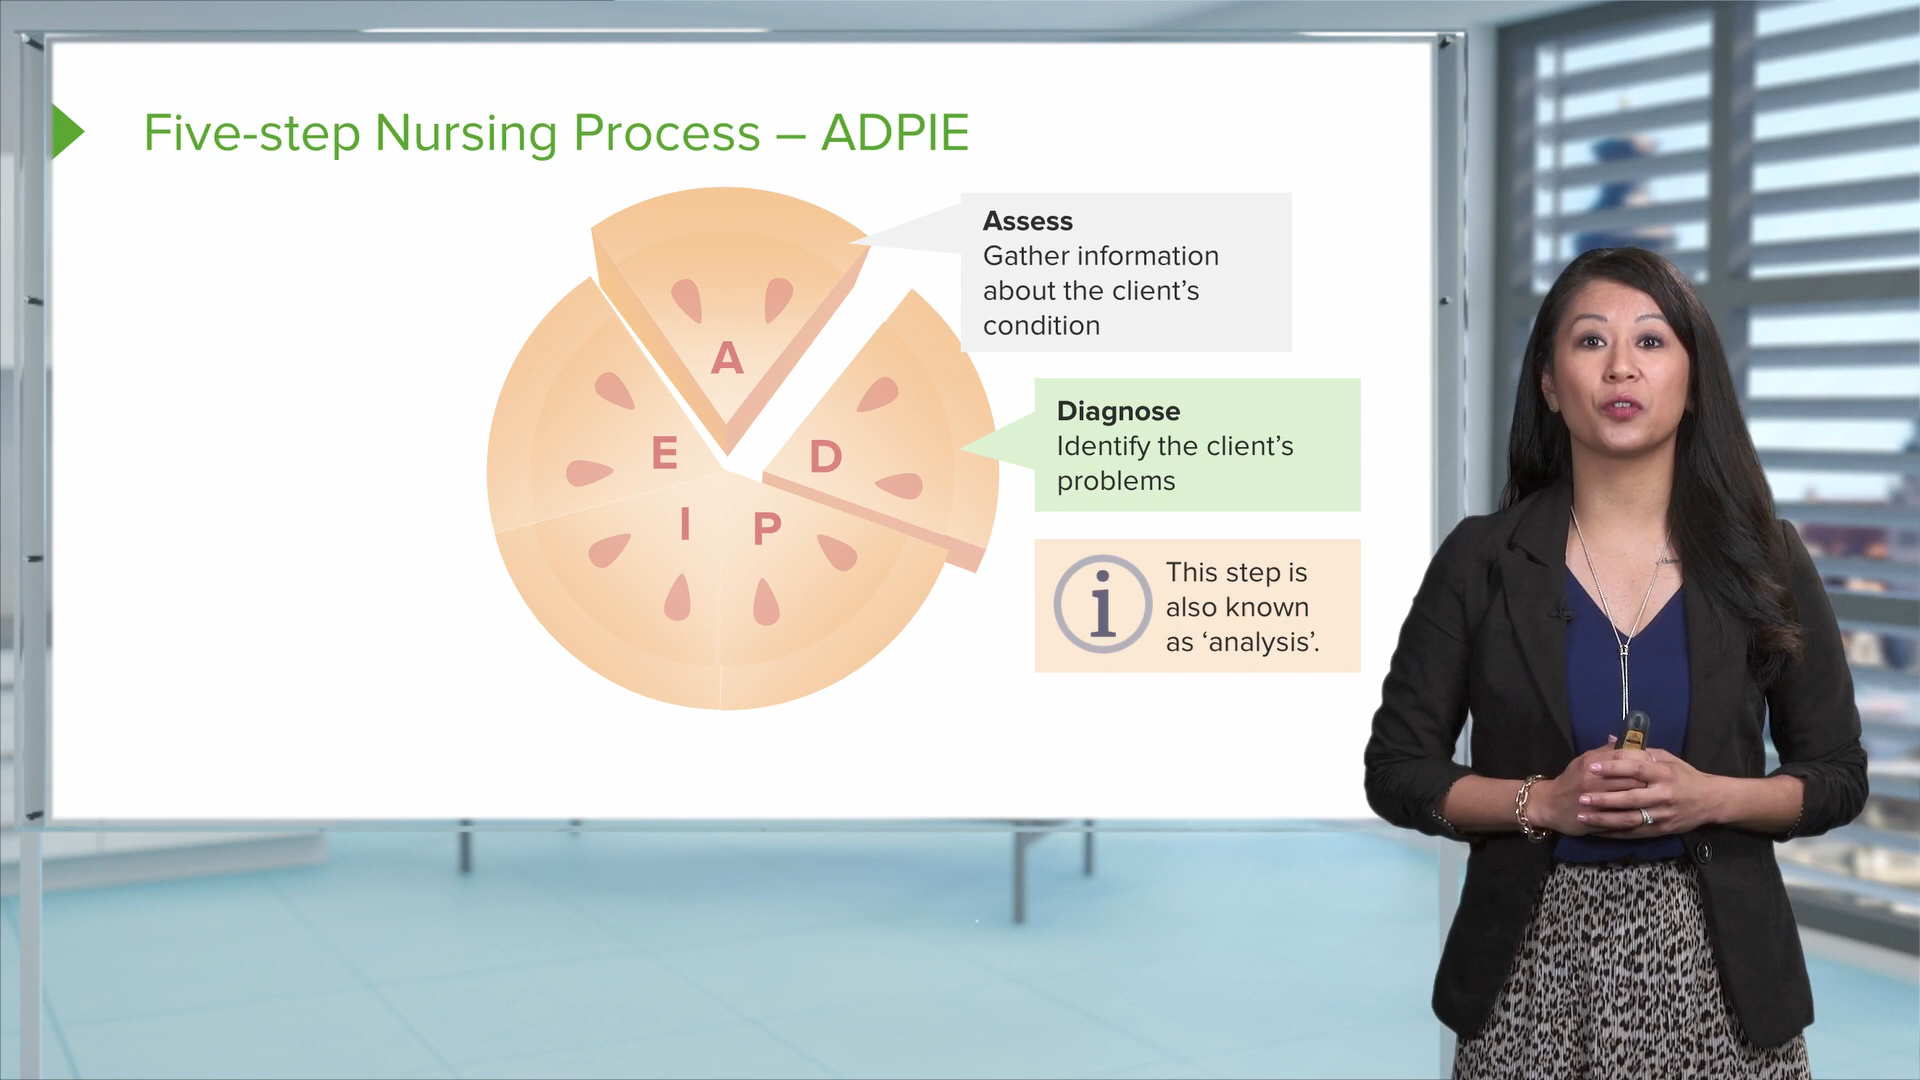 Five-step Nursing Process – ADPIE
Assess
Gather information
about the client’s
condition
A
Diagnose
Identify the client’s
problems
E
D
I
P
i
This step is
also known
as ‘analysis’.